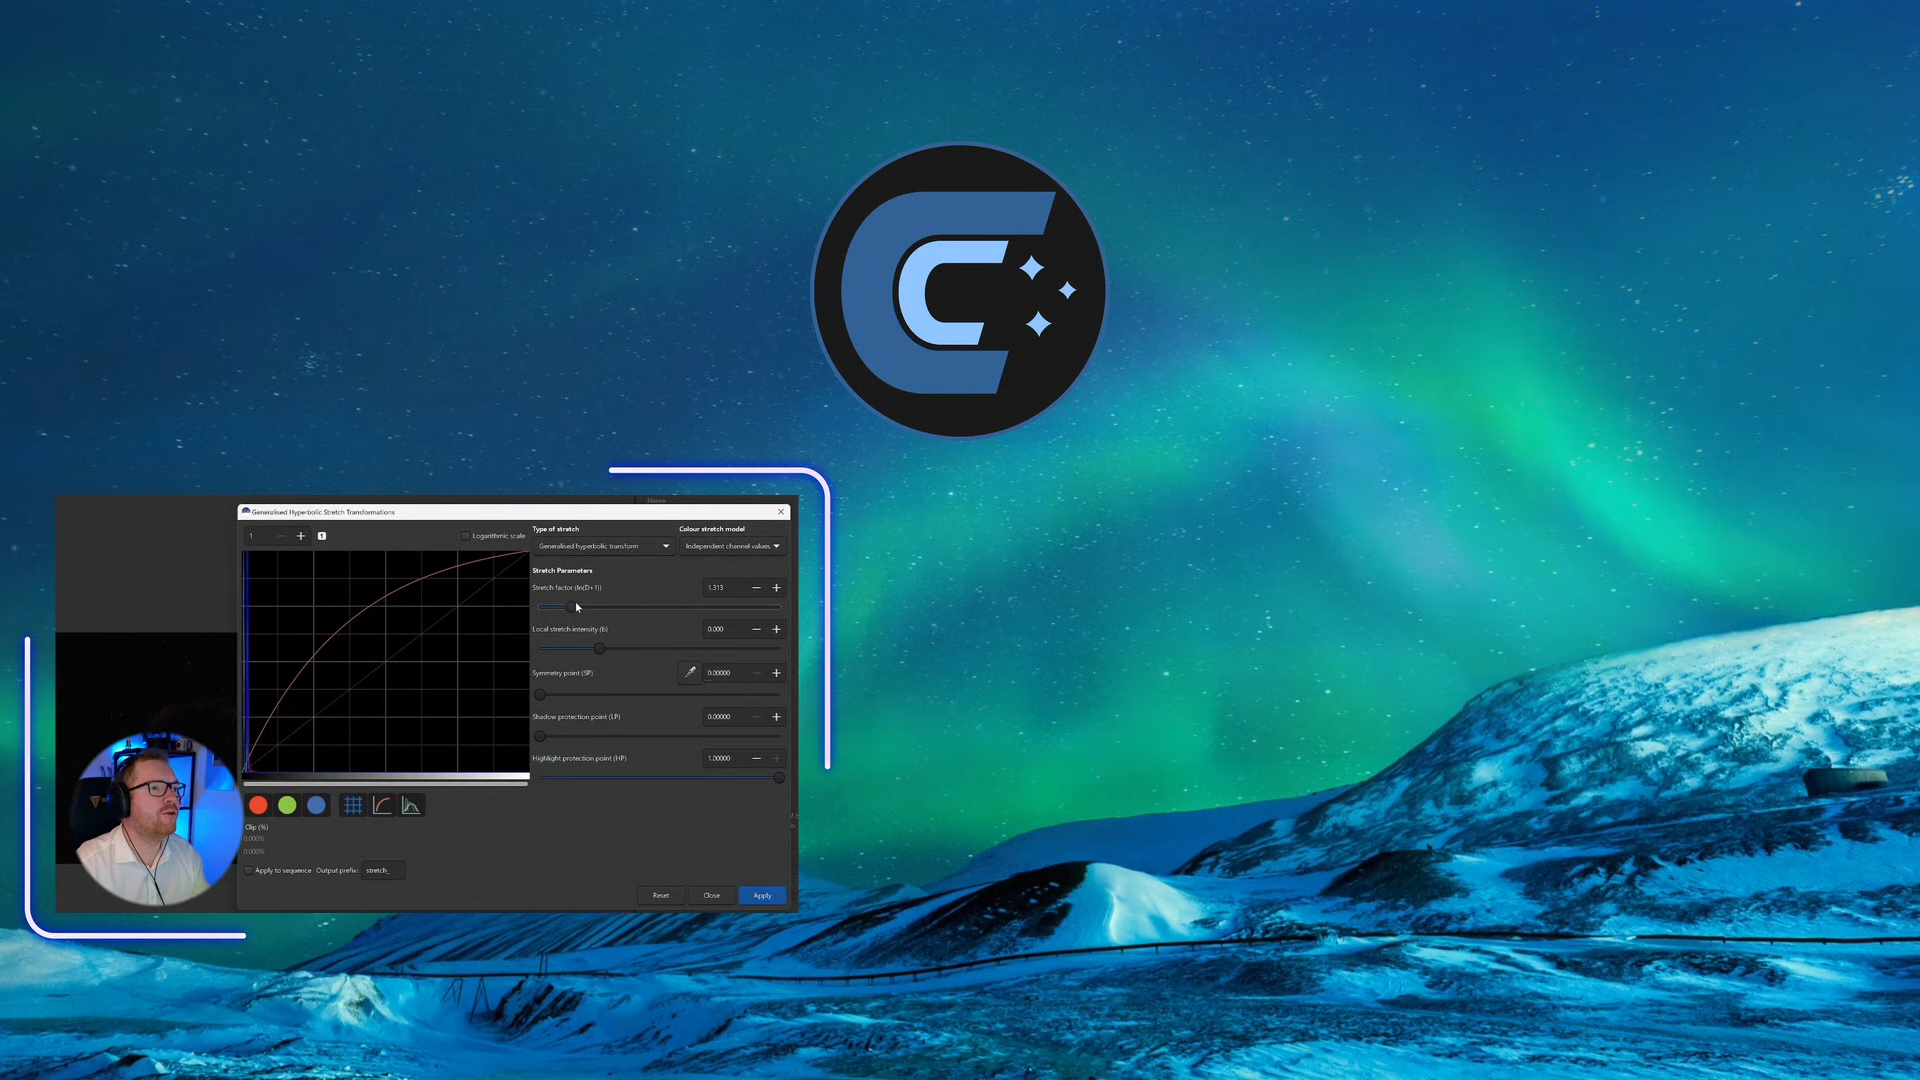 Name
Generalised Hyperbolic Stretch Transformations
1
1
Logarithmic scale
Type of stretch
Colour stretch model
Generalised hyperbolic transform
Independent channel values
Stretch Parameters
Stretch factor (ln(D+1))
1.313
Local stretch intensity (b)
0.000
Symmetry point (SP)
0.00000
Shadow protection point (LP)
0.00000
Highlight protection point (HP)
1.00000
Clip (%)
0.000%
0.000%
Apply to sequence
Output prefix:
stretch_
Reset
Close
Apply